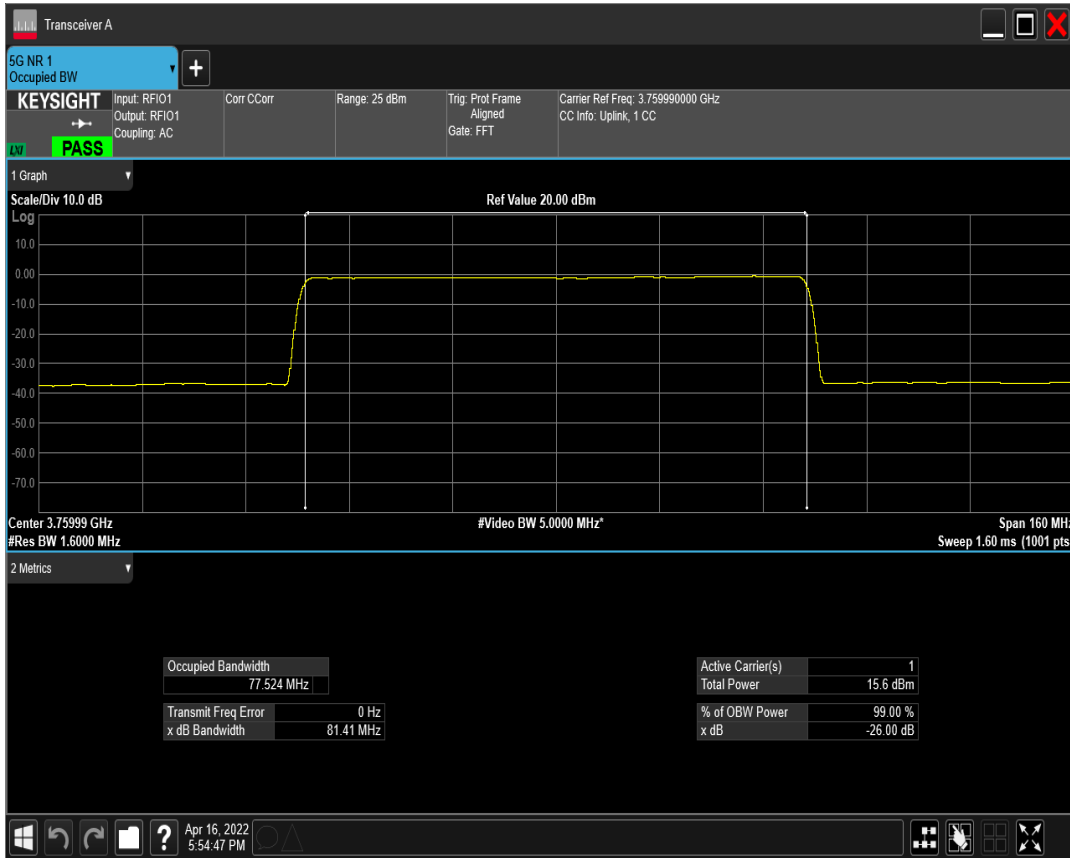 Transceiver A
5G NR 1
Occupied BW
+
KEYSIGHT
LXI
PASS
Input: RFIO1
Output: RFIO1
Coupling: AC
Corr CCorr
Range: 25 dBm
Trig: Prot Frame
Aligned
Gate: FFT
Carrier Ref Freq: 3.759990000 GHz
CC Info: Uplink, 1 CC
1 Graph
Scale/Div 10.0 dB
Ref Value 20.00 dBm
Log
10.0
0.00
-10.0
-20.0
-30.0
-40.0
-50.0
-60.0
-70.0
Center 3.75999 GHz
#Video BW 5.0000 MHz*
Span 160 MHz
#Res BW 1.6000 MHz
Sweep 1.60 ms (1001 pts
2 Metrics
Occupied Bandwidth
77.524 MHz
Transmit Freq Error 0 Hz
x dB Bandwidth 81.41 MHz
Active Carrier(s) 1
Total Power 15.6 dBm
% of OBW Power 99.00 %
x dB -26.00 dB
?
Apr 16, 2022
5:54:47 PM